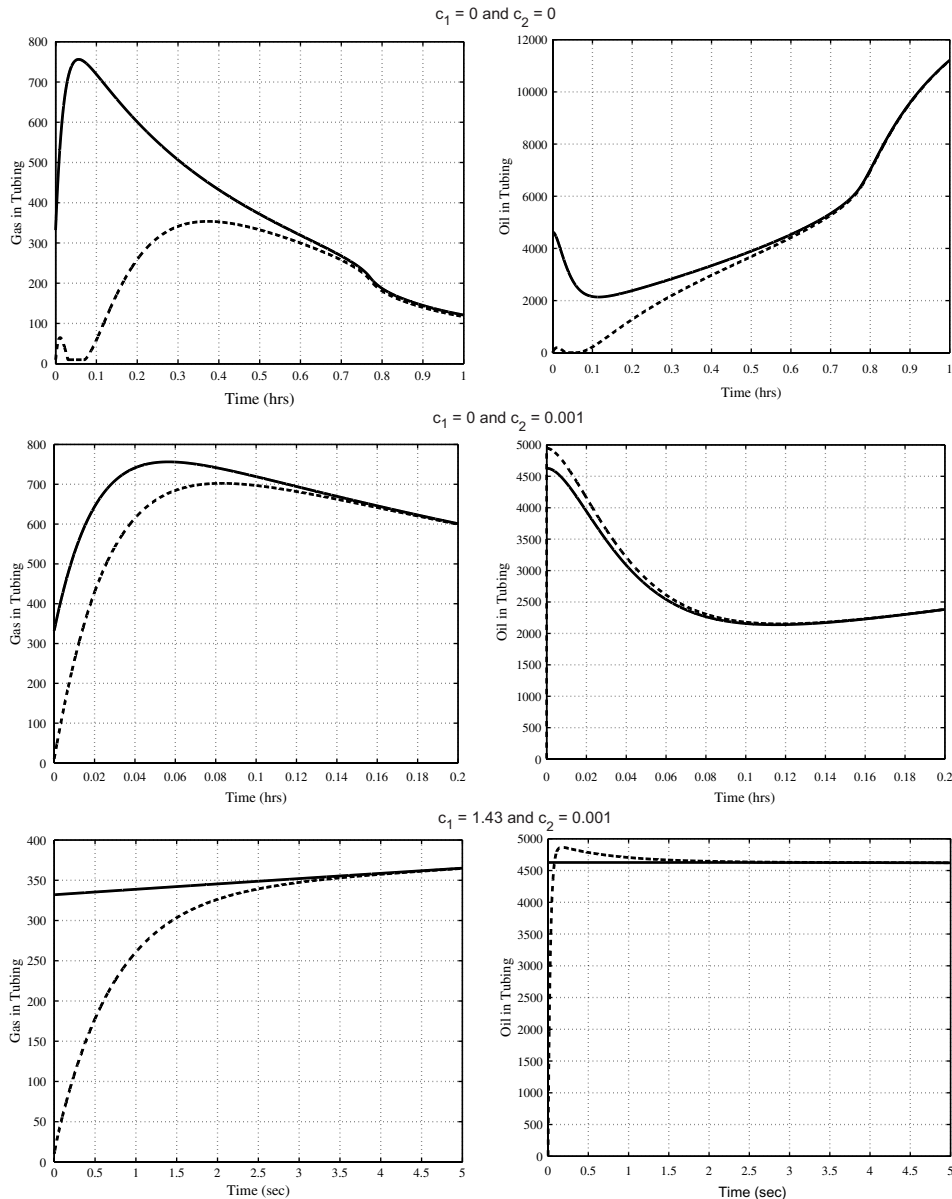 c1 = 0 and c2 = 0
800
700
600
500
400
300
200
100
0
Gas in Tubing
0 0.1 0.2 0.3 0.4 0.5 0.6 0.7 0.8 0.9 1
Time (hrs)
12000
10000
8000
6000
4000
2000
0
Oil in Tubing
0 0.1 0.2 0.3 0.4 0.5 0.6 0.7 0.8 0.9 1
Time (hrs)
c1 = 0 and c2 = 0.001
800
700
600
500
400
300
200
100
0
Gas in Tubing
0 0.02 0.04 0.06 0.08 0.1 0.12 0.14 0.16 0.18 0.2
Time (hrs)
5000
4500
4000
3500
3000
2500
2000
1500
1000
500
0
Oil in Tubing
0 0.02 0.04 0.06 0.08 0.1 0.12 0.14 0.16 0.18 0.2
Time (hrs)
c1 = 1.43 and c2 = 0.001
400
350
300
250
200
150
100
50
0
Gas in Tubing
0 0.5 1 1.5 2 2.5 3 3.5 4 4.5 5
Time (sec)
5000
4500
4000
4500
3000
2500
4000
1500
1000
500
0
Oil in Tubing
0 0.5 1 1.5 2 2.5 3 3.5 4 4.5 5
Time (sec)